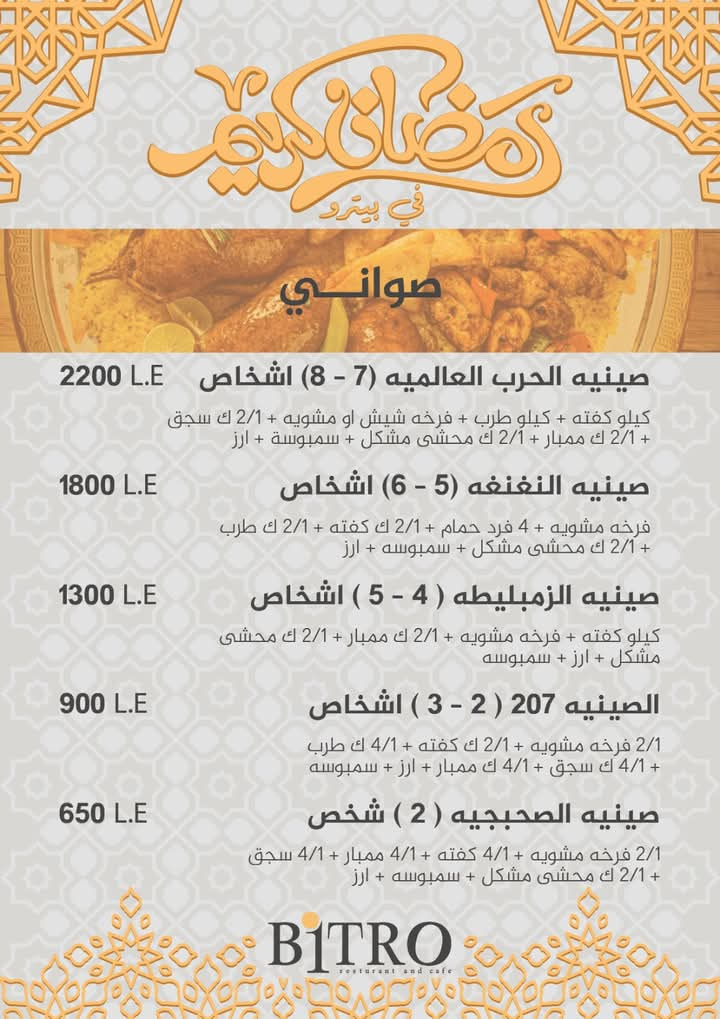 رمضان كريم
في بيترو
صواني
صينيه الحرب العالميه (7 - 8) اشخاص 2200 L.E
كيلو كفته + كيلو طرب + فرخه شيش او مشويه + 2/1 ك سجق
+ 2/1 ك ممبار + 2/1 ك محشى مشكل + سمبوسة + ارز
صينيه النغنغه (5 - 6) اشخاص 1800 L.E
فرخه مشويه + 4 فرد حمام + 2/1 ك كفته + 2/1 ك طرب
+ 2/1 ك محشى مشكل + سمبوسه + ارز
صينيه الزمبليطه ( 4 - 5 ) اشخاص 1300 L.E
كيلو كفته + فرخه مشويه + 2/1 ك ممبار + 2/1 ك محشى
مشكل + ارز + سمبوسه
الصينيه 207 ( 2 - 3 ) اشخاص 900 L.E
2/1 فرخه مشويه + 2/1 ك كفته + 4/1 ك طرب
+ 4/1 ك سجق + 4/1 ك ممبار + ارز + سمبوسه
صينيه الصحبجيه ( 2 ) شخص 650 L.E
2/1 فرخه مشويه + 4/1 كفته + 4/1 ممبار + 4/1 سجق
+ 2/1 ك محشى مشكل + سمبوسه + ارز
BiTRO
resturant and cafe